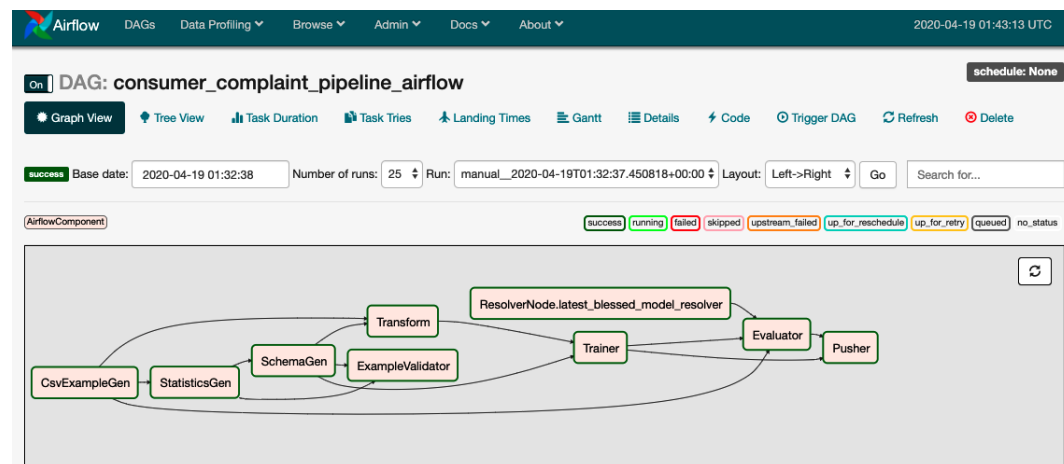 Airflow DAGs Data Profiling Browse Admin Docs About 2020-04-19 01:43:13 UTC
schedule: None
On DAG: consumer_complaint_pipeline_airflow
Graph View Tree View Task Duration Task Tries Landing Times Gantt Details Code Trigger DAG Refresh Delete
success Base date: 2020-04-19 01:32:38 Number of runs: 25 Run: manual__2020-04-19T01:32:37.450818+00:00 Layout: Left->Right Go Search for...
AirflowComponent success running failed skipped upstream_failed up_for_reschedule up_for_retry queued no_status
ResolverNode.latest_blessed_model_resolver
Transform
Evaluator
Trainer Pusher
SchemaGen ExampleValidator
CsvExampleGen StatisticsGen